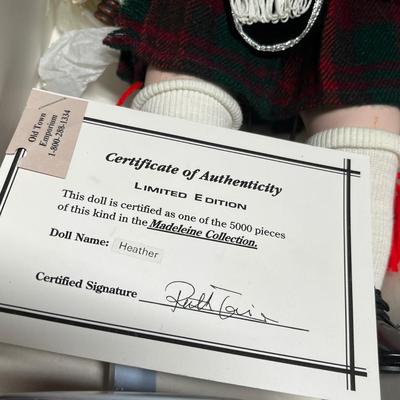 Old Town
Emporium
1-800-288-1334
Certificate of Authenticity
LIMITED EDITION
This doll is certified as one of the 5000 pieces
of this kind in the Madeleine Collection.
Doll Name: Heather
Certified Signature